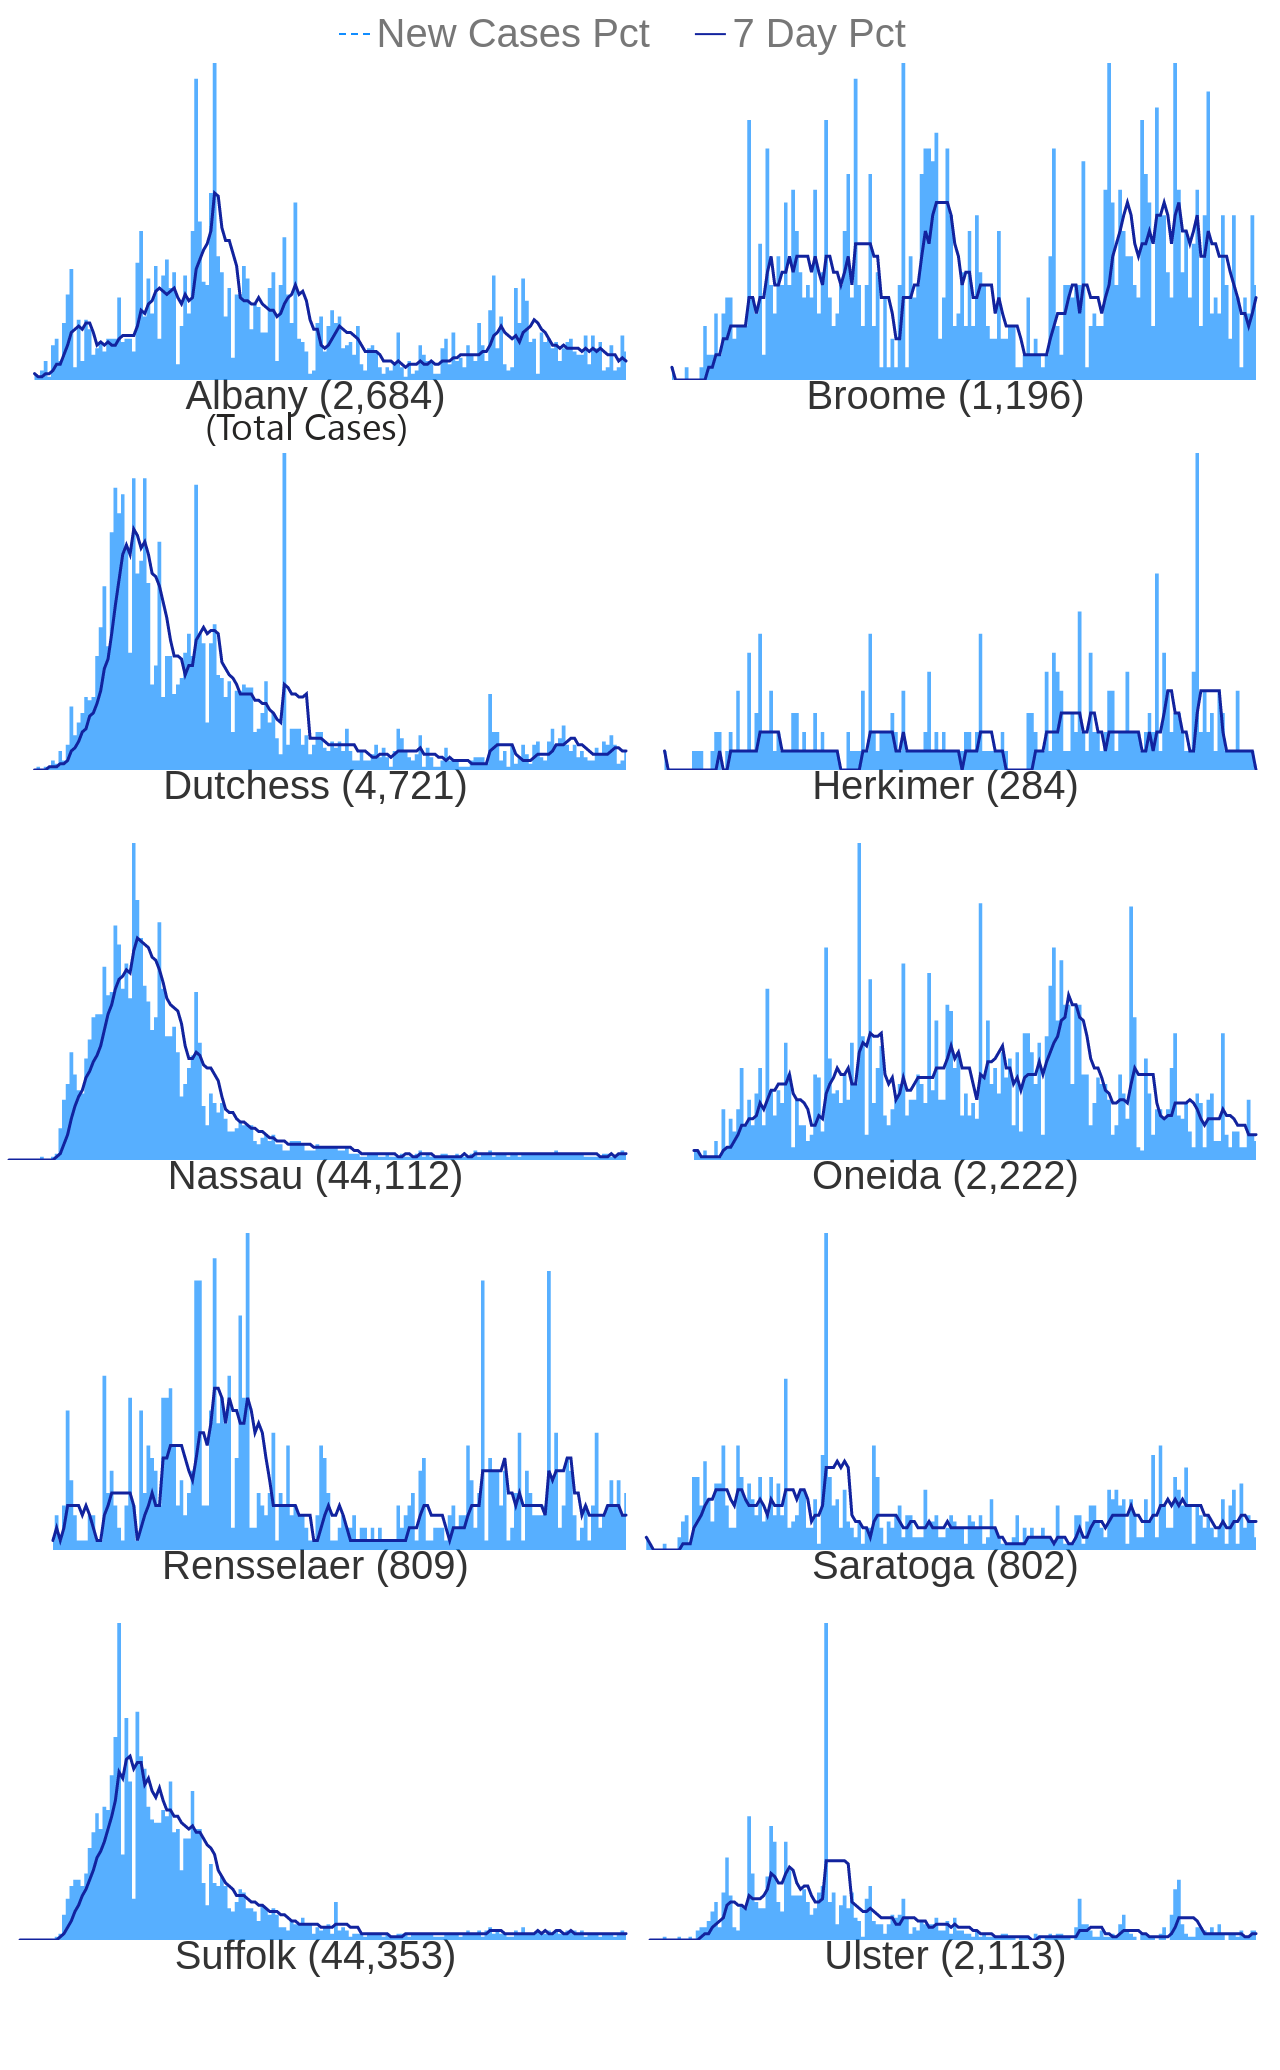 New Cases Pct 7 Day Pct
Albany (2,684) Broome (1,196)
(Total Cases)
Dutchess (4,721) Herkimer (284)
Nassau (44,112) Oneida (2,222)
Rensselaer (809) Saratoga (802)
Suffolk (44,353) Ulster (2,113)